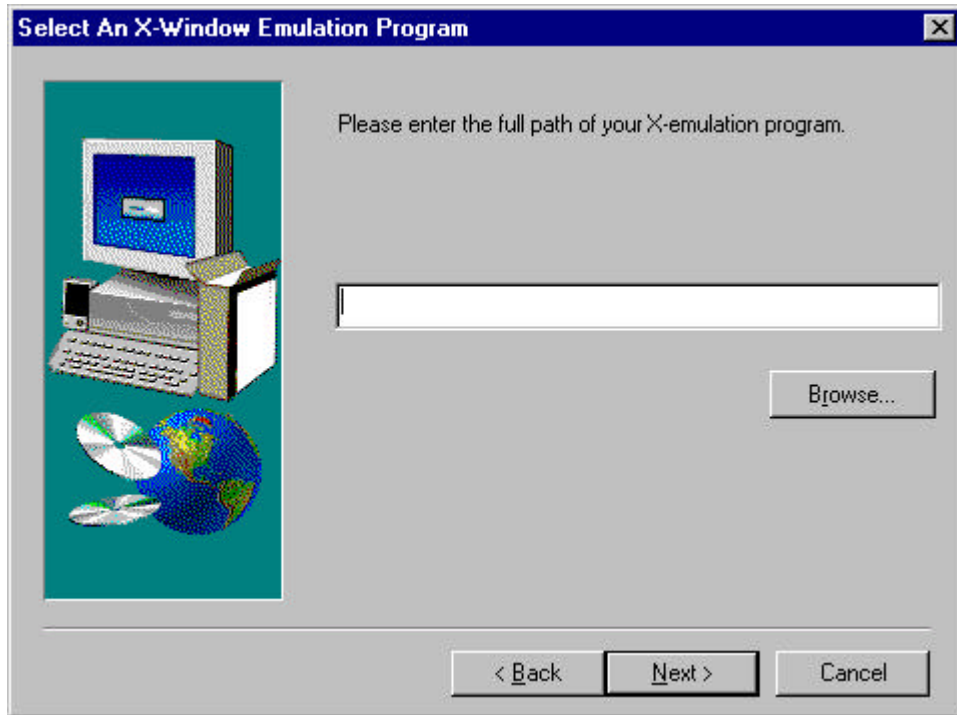 Select An X-Window Emulation Program
Please enter the full path of your X-emulation program.
Browse...
< Back Next > Cancel